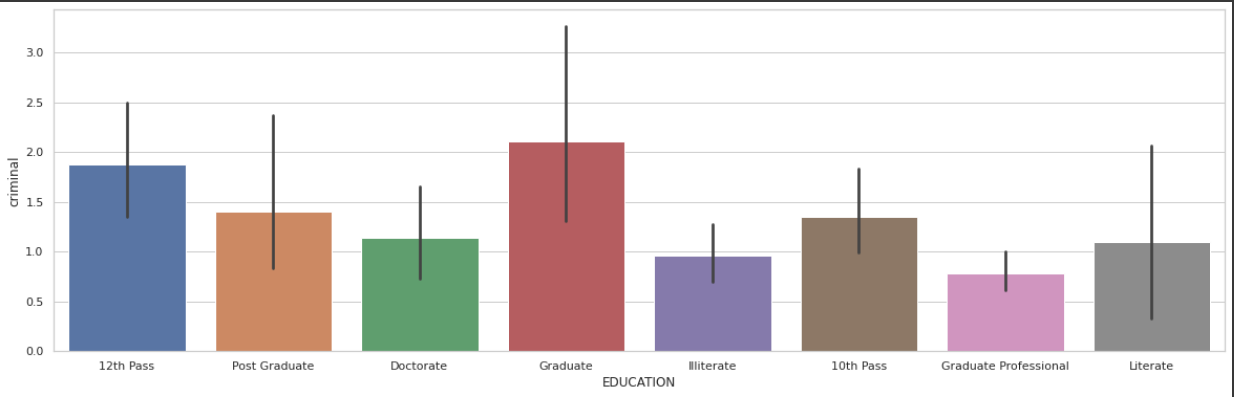 3.0
2.5
2.0
1.5
1.0
0.5
0.0
criminal
12th Pass Post Graduate Doctorate Graduate Illiterate 10th Pass Graduate Professional Literate
EDUCATION